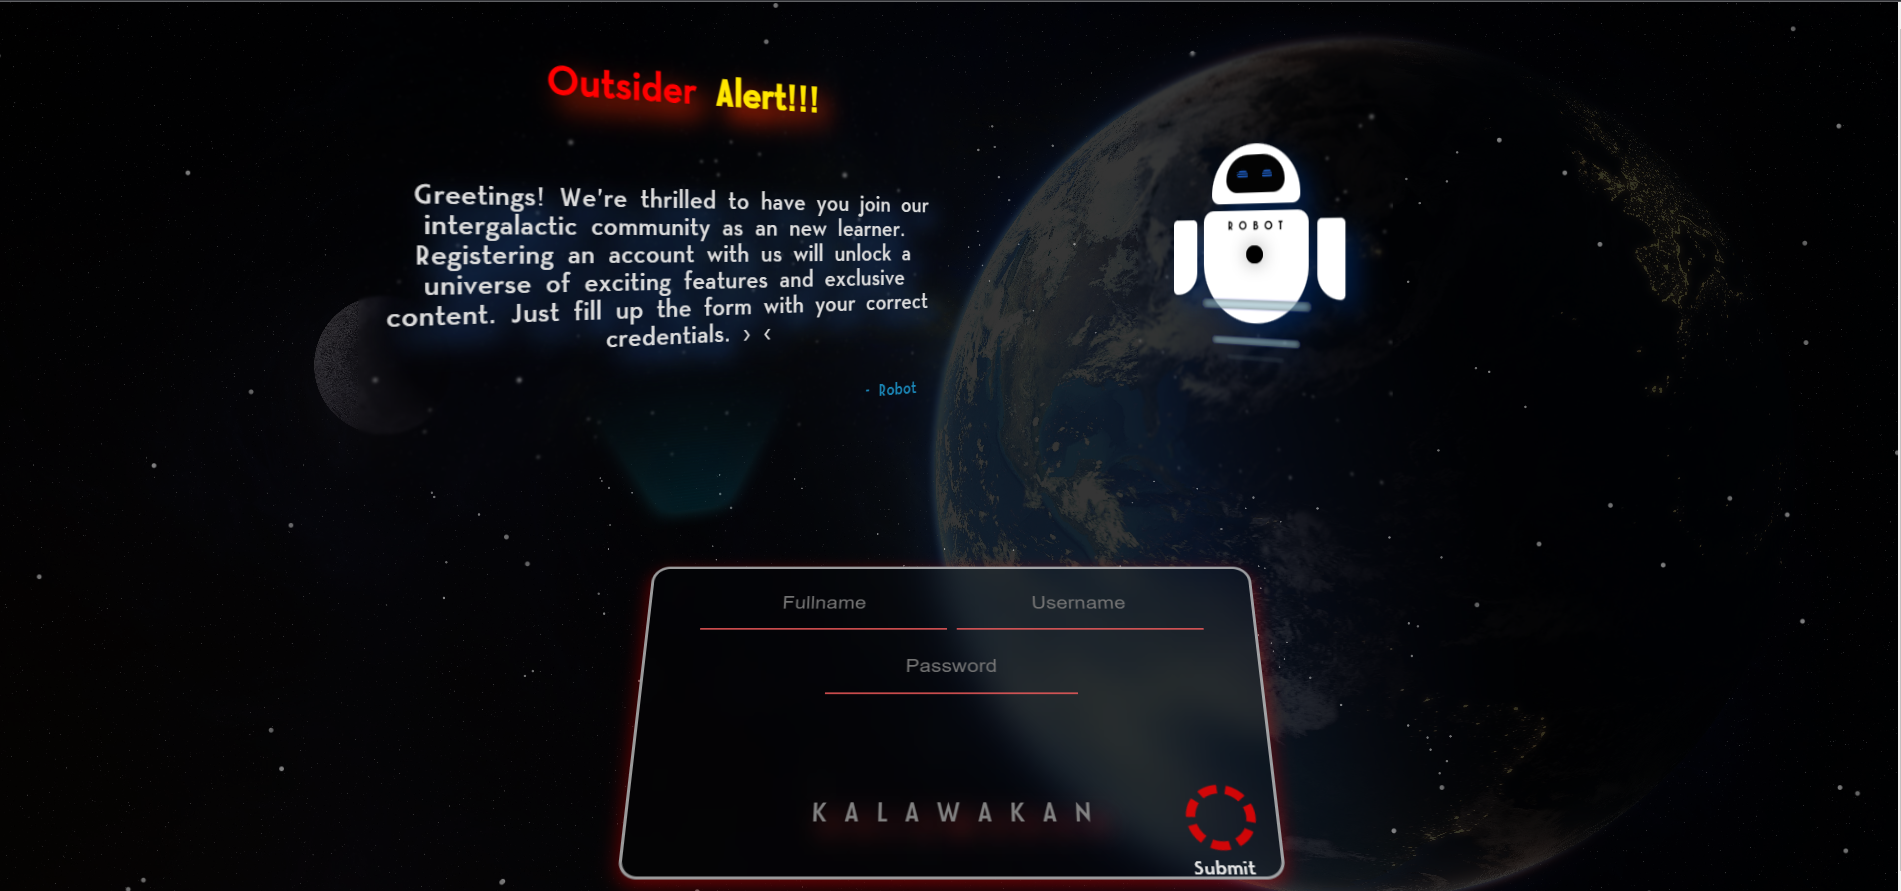 Outsider Alert!!!
Greetings! We're thrilled to have you join our
intergalactic community as an new learner.
Registering an account with us will unlock a
universe of exciting features and exclusive
content. Just fill up the form with your correct
credentials. › ‹
- Robot
ROBOT
Fullname
Username
Password
KALAWAKAN
Submit